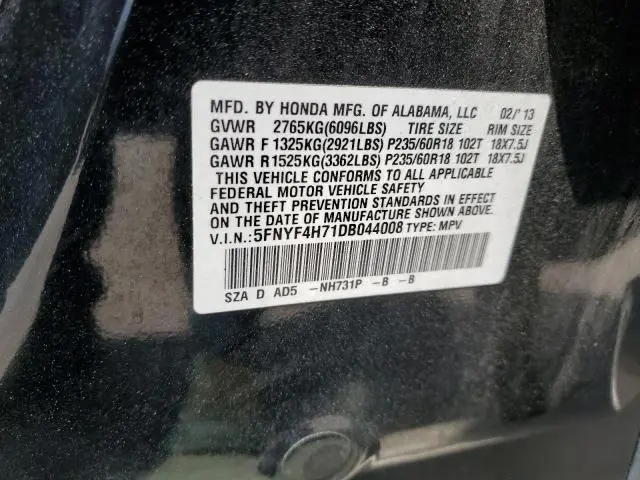 MFD. BY HONDA MFG. OF ALABAMA, LLC 02/'13
GVWR 2765KG(6096LBS) TIRE SIZE RIM SIZE
GAWR F 1325KG(2921LBS) P235/60R18 102T 18X7.5J
GAWR R1525KG(3362LBS) P235/60R18 102T 18X7.5J
THIS VEHICLE CONFORMS TO ALL APPLICABLE
FEDERAL MOTOR VEHICLE SAFETY
AND THEFT PREVENTION STANDARDS IN EFFECT
ON THE DATE OF MANUFACTURE SHOWN ABOVE.
V.I.N.:5FNYF4H71DB044008 TYPE: MPV
SZA D AD5 -NH731P -B -B